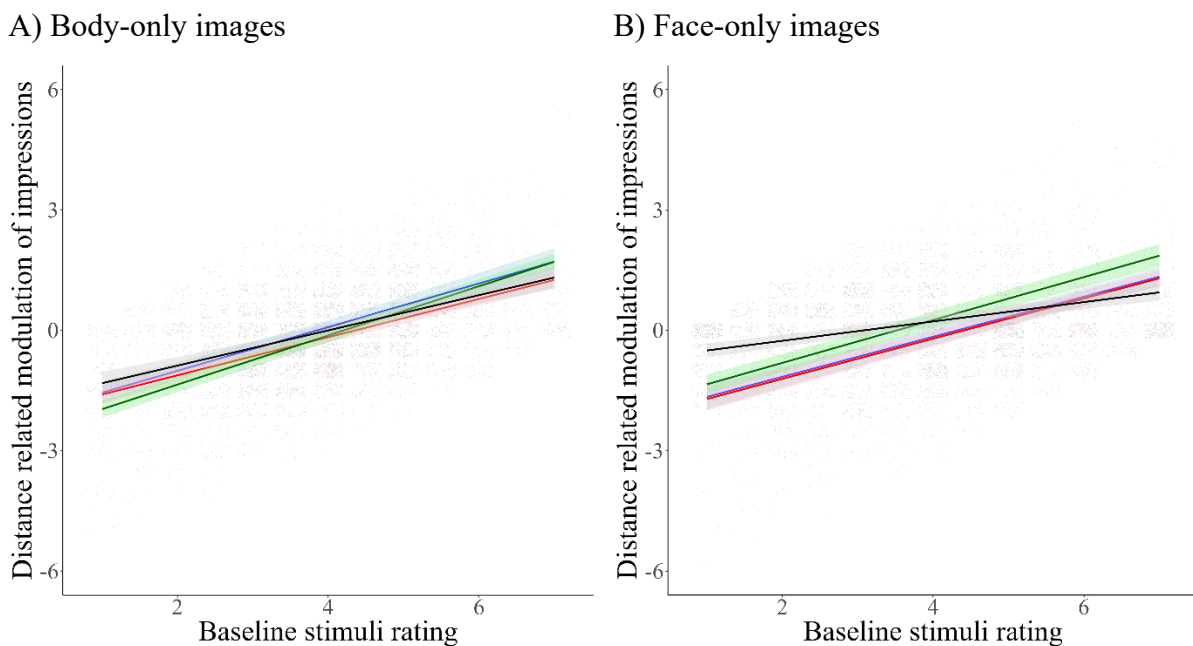 A) Body-only images
B) Face-only images
Distance related modulation of impressions
6
3
0
-3
-6
2
4
6
Baseline stimuli rating
Distance related modulation of impressions
6
3
0
-3
-6
2
4
6
Baseline stimuli rating